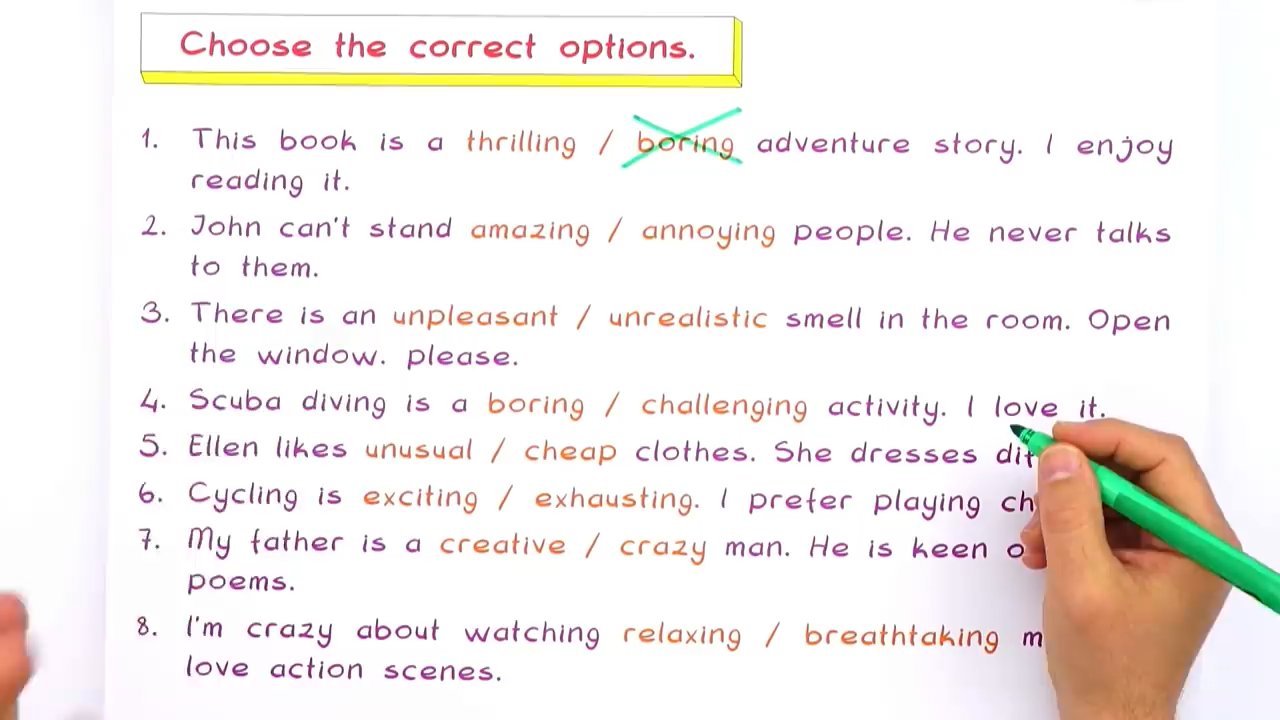 Choose the correct options.
1. This book is a thrilling / boring adventure story. I enjoy
reading it.
2. John can't stand amazing / annoying people. He never talks
to them.
3. There is an unpleasant / unrealistic smell in the room. Open
the window. please.
4. Scuba diving is a boring / challenging activity. I love it.
5. Ellen likes unusual / cheap clothes. She dresses
6. Cycling is exciting / exhausting. I prefer playing
7. My father is a creative / crazy man. He is keen
poems.
8. I'm crazy about watching relaxing / breathtaking
love action scenes.